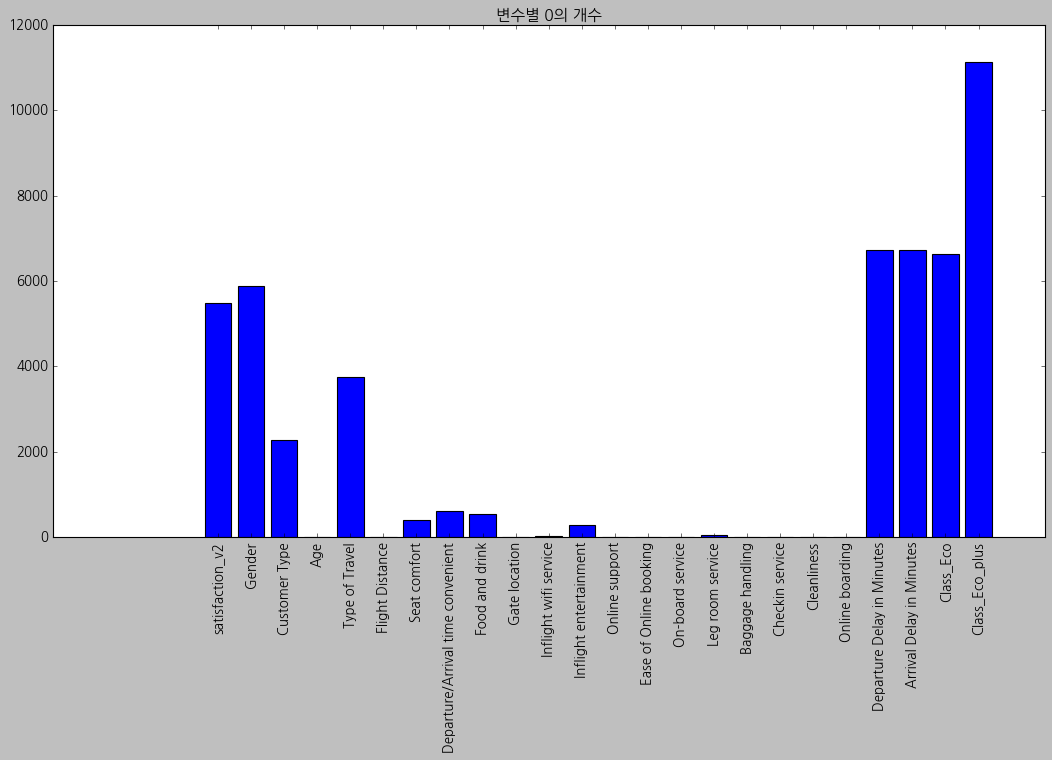 변수별 0의 개수
12000
10000
8000
6000
4000
2000
0
satisfaction_v2
Gender
Customer Type
Age
Type of Travel
Flight Distance
Seat comfort
Departure/Arrival time convenient
Food and drink
Gate location
Inflight wifi service
Inflight entertainment
Online support
Ease of Online booking
On-board service
Leg room service
Baggage handling
Checkin service
Cleanliness
Online boarding
Departure Delay in Minutes
Arrival Delay in Minutes
Class_Eco
Class_Eco_plus